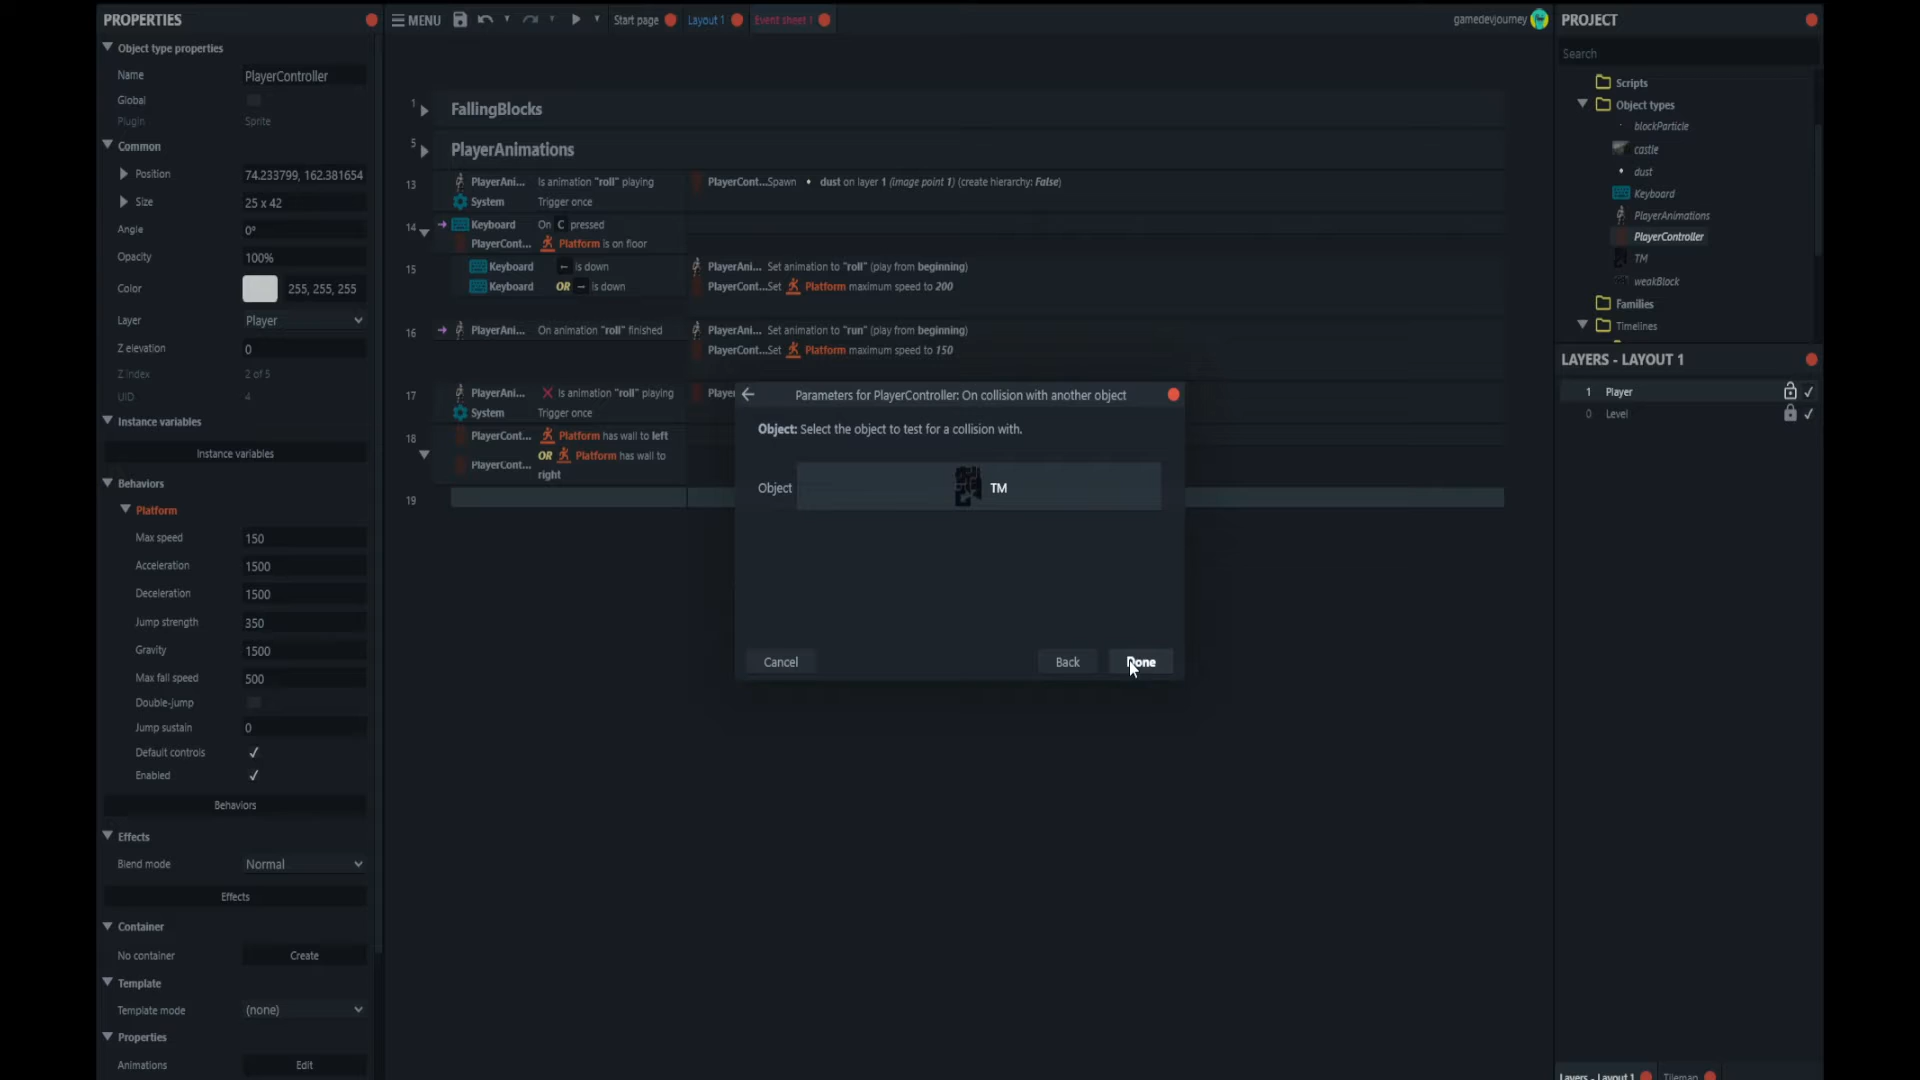 PROPERTIES
Object type properties
Name PlayerController
Global
Plugin Sprite
Common
Position 74.233799, 162.381654
Size 25 x 42
Angle 0°
Opacity 100%
Color 255, 255, 255
Layer Player
Z elevation 0
Z index 2 of 5
UID 4
Instance variables
Instance variables
Behaviors
Platform
Max speed 150
Acceleration 1500
Deceleration 1500
Jump strength 350
Gravity 1500
Max fall speed 500
Double-jump
Jump sustain 0
Default controls
Enabled
Behaviors
Effects
Blend mode Normal
Effects
Container
No container Create
Template
Template mode (none)
Properties
Animations Edit
MENU Start page Layout 1 Event sheet 1 gamedevjourney
1 FallingBlocks
5 PlayerAnimations
13 PlayerAni... Is animation "roll" playing PlayerCont...Spawn dust on layer 1 (image point 1) (create hierarchy: False)
System Trigger once
14 Keyboard On C pressed
PlayerCont... Platform is on floor
15 Keyboard ← is down PlayerAni... Set animation to "roll" (play from beginning)
Keyboard OR → is down PlayerCont...Set Platform maximum speed to 200
16 PlayerAni... On animation "roll" finished PlayerAni... Set animation to "run" (play from beginning)
PlayerCont...Set Platform maximum speed to 150
17 PlayerAni... Is animation "roll" playing Player
System Trigger once
18 PlayerCont... Platform has wall to left
PlayerCont... OR Platform has wall to right
19
Parameters for PlayerController: On collision with another object
Object: Select the object to test for a collision with.
Object TM
Cancel Back Done
PROJECT
Search
Scripts
Object types
blockParticle
castle
dust
Keyboard
PlayerAnimations
PlayerController
TM
weakBlock
Families
Timelines
LAYERS - LAYOUT 1
1 Player
0 Level
Layers - Layout 1 Tilemap